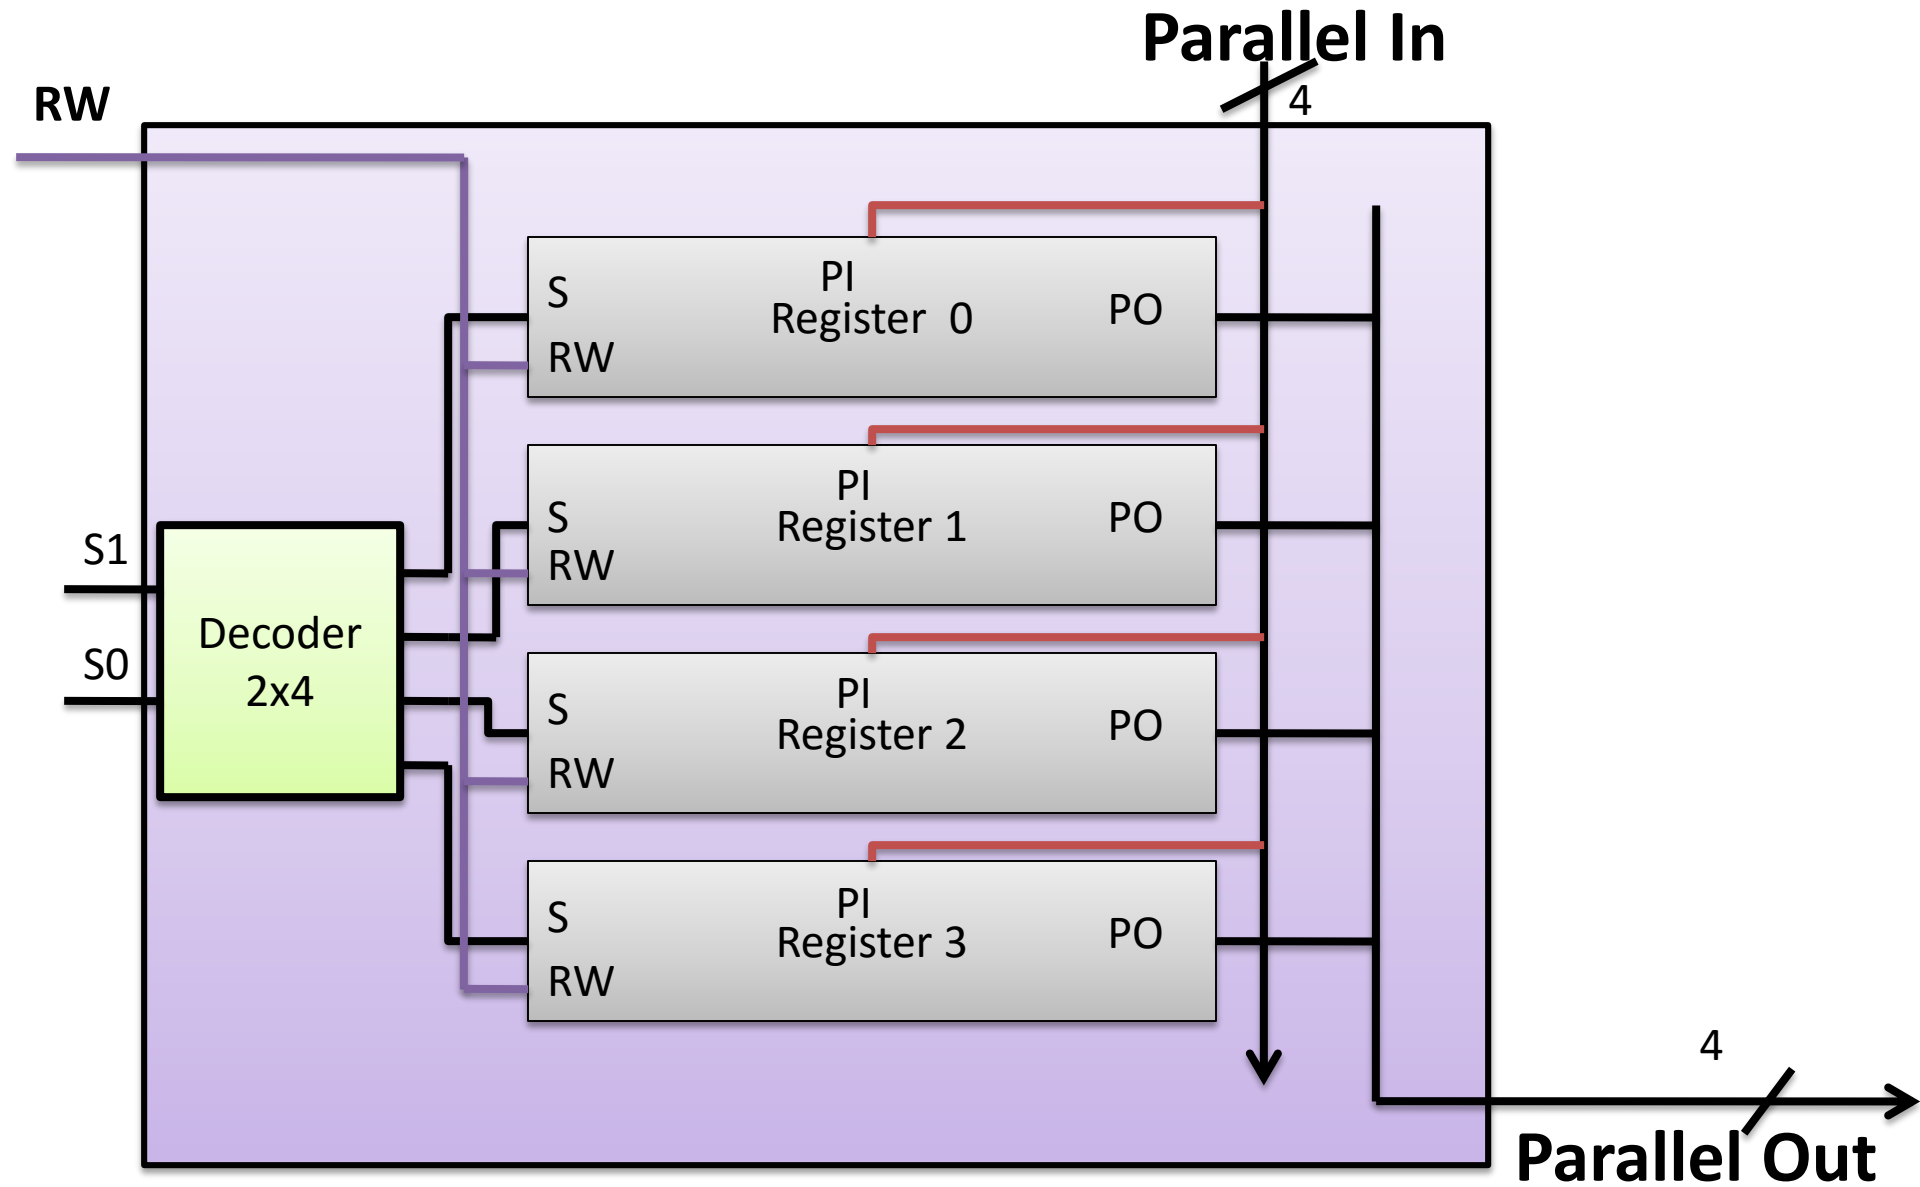 Parallel In
4
RW
PI
S
Register 0
PO
RW
PI
S
Register 1
PO
RW
S1
Decoder
2x4
S0
PI
S
Register 2
PO
RW
PI
S
Register 3
PO
RW
4
Parallel Out